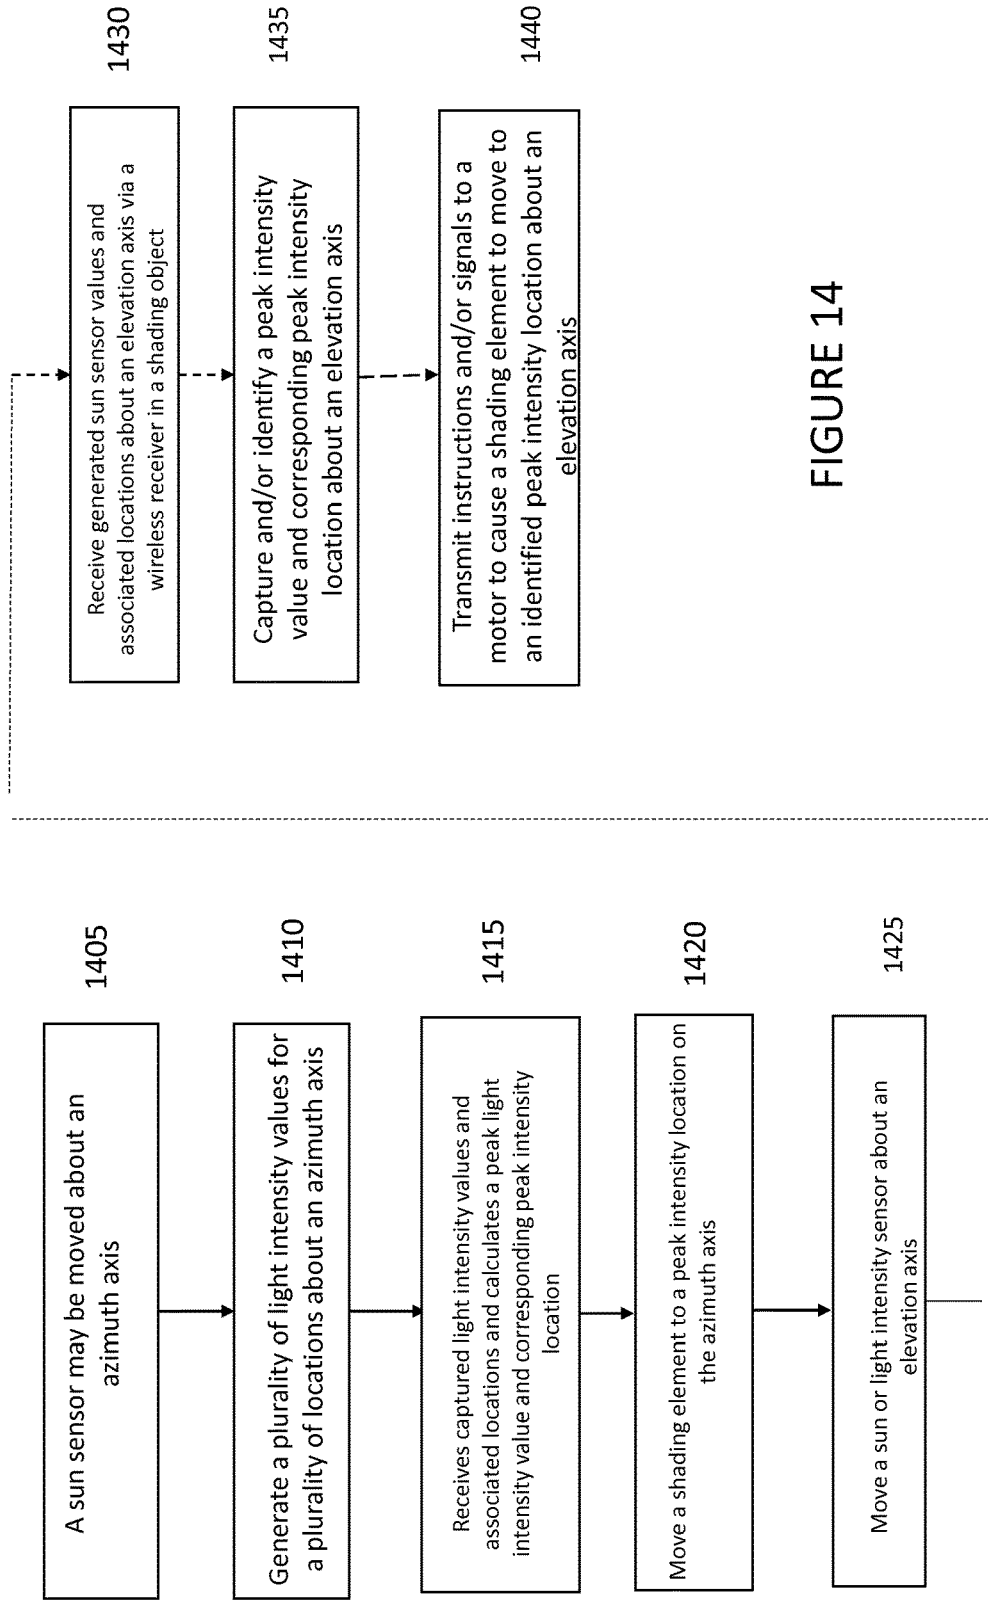 A sun sensor may be moved about an
azimuth axis
1405
Generate a plurality of light intensity values for
a plurality of locations about an azimuth axis
1410
Receives captured light intensity values and
associated locations and calculates a peak light
intensity value and corresponding peak intensity
location
1415
Move a shading element to a peak intensity location on
the azimuth axis
1420
Move a sun or light intensity sensor about an
elevation axis
1425
Receive generated sun sensor values and
associated locations about an elevation axis via a
wireless receiver in a shading object
1430
Capture and/or identify a peak intensity
value and corresponding peak intensity
location about an elevation axis
1435
Transmit instructions and/or signals to a
motor to cause a shading element to move to
an identified peak intensity location about an
elevation axis
1440
FIGURE 14